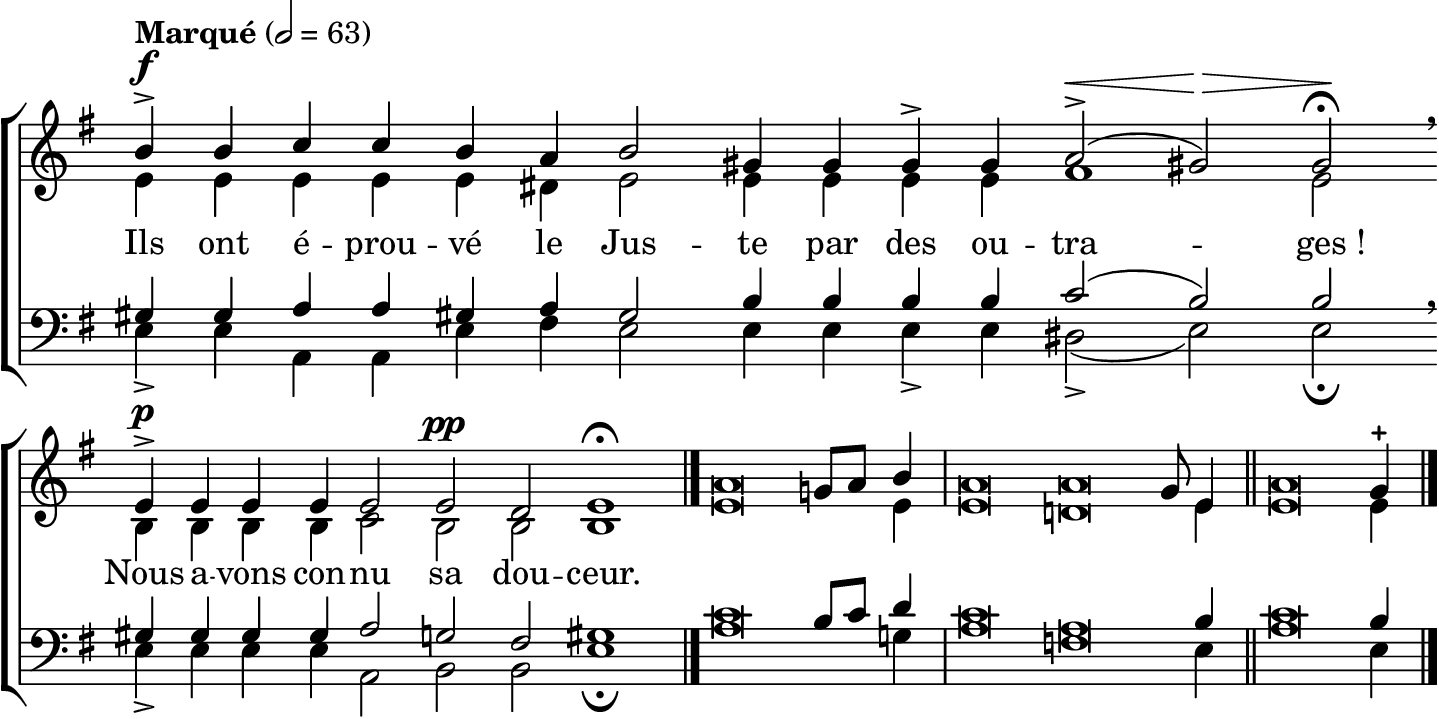 Marqué (𝅗𝅥 = 63)
f
Ils ont é -- prou -- vé le Jus -- te par des ou -- tra -- ges !
p pp
Nous a -- vons con -- nu sa dou -- ceur.